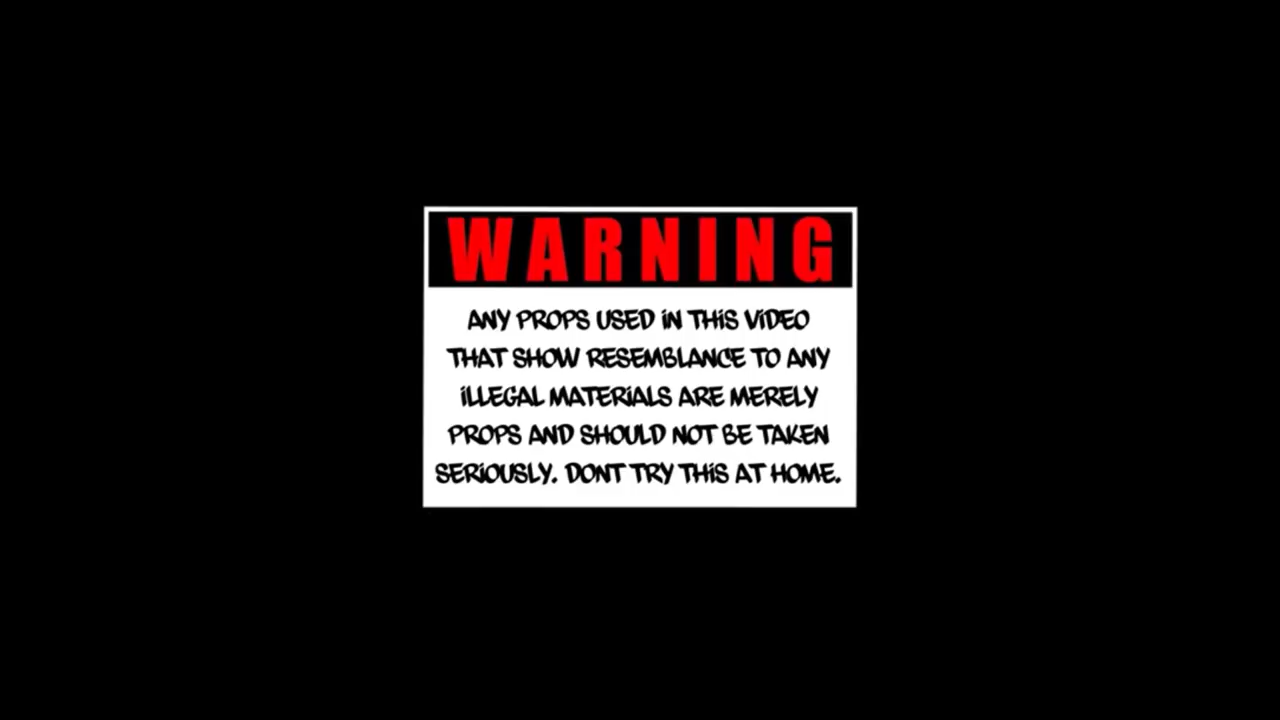 WARNING
ANY PROPS USED iN THiS ViDEO
THAT SHOW RESEMBLANCE TO ANY
iLLEGAL MATERiALS ARE MERELY
PROPS AND SHOULD NOT BE TAKEN
SERiOUSLY. DONT TRY THiS AT HOME.